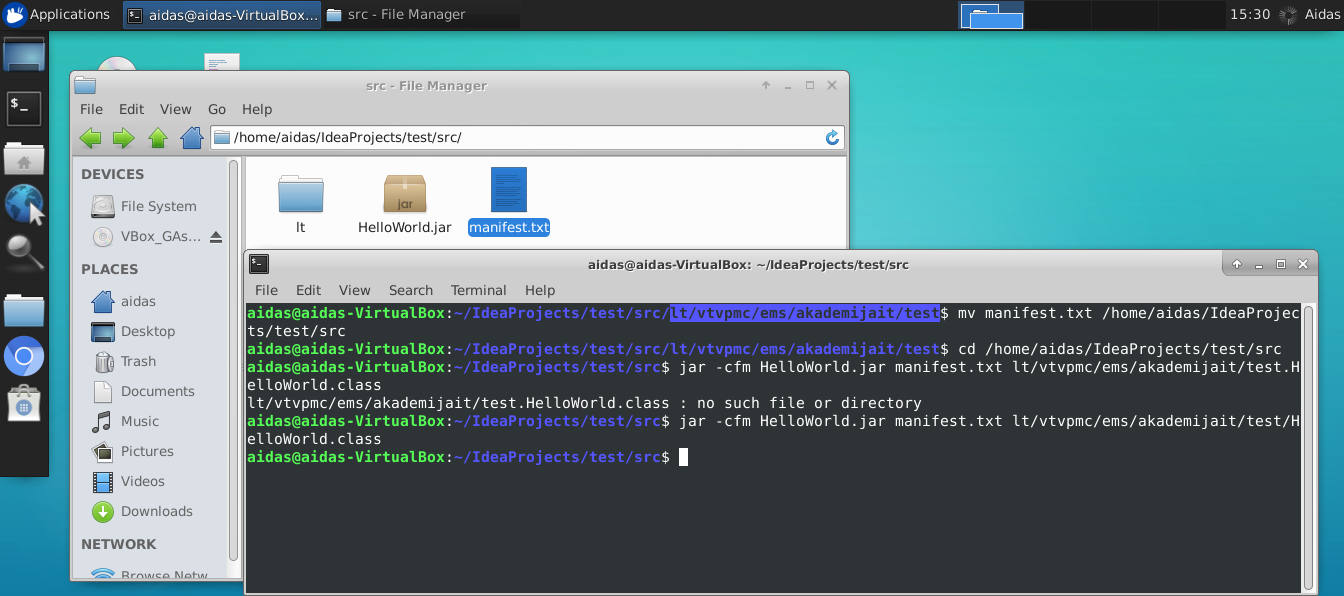 Applications
aidas@aidas-VirtualBox...
src - File Manager
15:30
Aidas
src - File Manager
File Edit View Go Help
/home/aidas/IdeaProjects/test/src/
DEVICES
File System
VBox_GAs...
PLACES
aidas
Desktop
Trash
Documents
Music
Pictures
Videos
Downloads
NETWORK
Browse Netw
lt
jar
HelloWorld.jar
manifest.txt
$_
aidas@aidas-VirtualBox: ~/IdeaProjects/test/src
File Edit View Search Terminal Help
aidas@aidas-VirtualBox:~/IdeaProjects/test/src/lt/vtvpmc/ems/akademijait/test$ mv manifest.txt /home/aidas/IdeaProjec
ts/test/src
aidas@aidas-VirtualBox:~/IdeaProjects/test/src/lt/vtvpmc/ems/akademijait/test$ cd /home/aidas/IdeaProjects/test/src
aidas@aidas-VirtualBox:~/IdeaProjects/test/src$ jar -cfm HelloWorld.jar manifest.txt lt/vtvpmc/ems/akademijait/test.H
elloWorld.class
lt/vtvpmc/ems/akademijait/test.HelloWorld.class : no such file or directory
aidas@aidas-VirtualBox:~/IdeaProjects/test/src$ jar -cfm HelloWorld.jar manifest.txt lt/vtvpmc/ems/akademijait/test/H
elloWorld.class
aidas@aidas-VirtualBox:~/IdeaProjects/test/src$